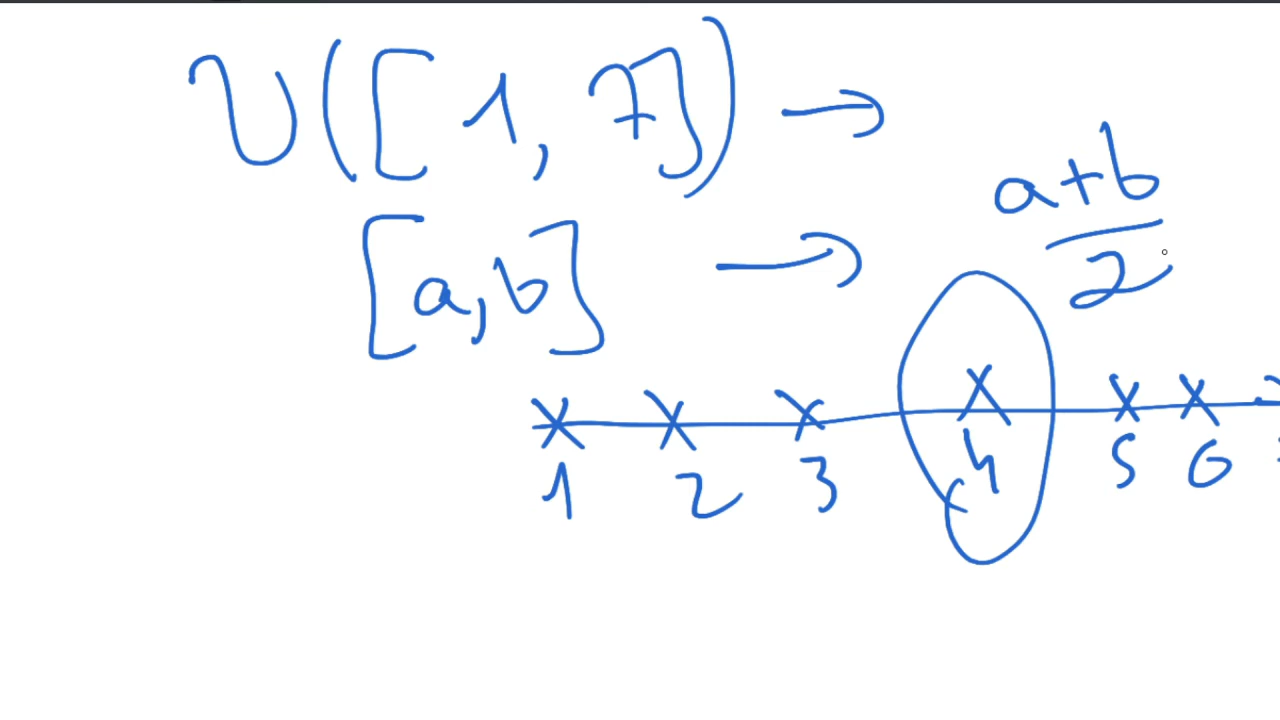 U([1, 7]) →
[a, b] → a+b
2
1 2 3 4 5 6